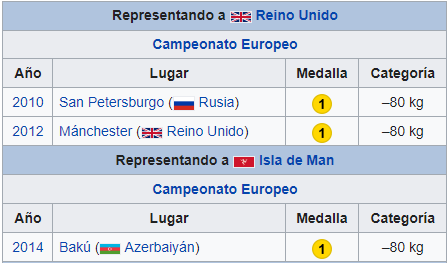 Representando a Reino Unido
Campeonato Europeo
Año Lugar Medalla Categoría
2010 San Petersburgo (Rusia) 1 –80 kg
2012 Mánchester (Reino Unido) 1 –80 kg
Representando a Isla de Man
Campeonato Europeo
Año Lugar Medalla Categoría
2014 Bakú (Azerbaiyán) 1 –80 kg